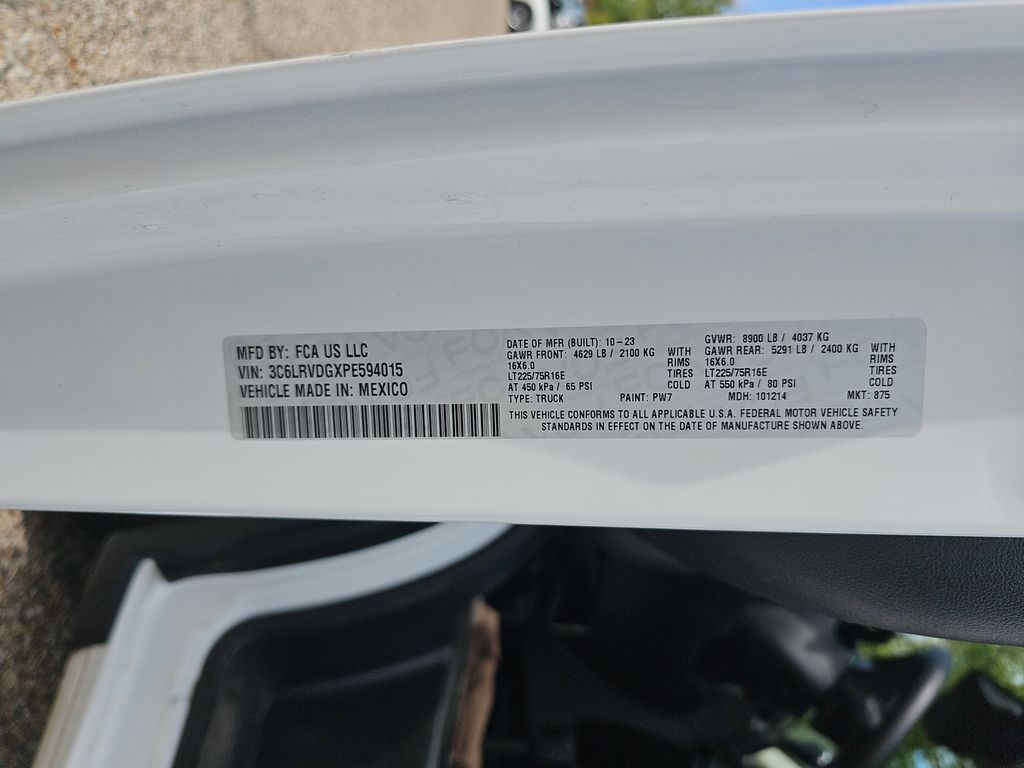 MFD BY: FCA US LLC
VIN: 3C6LRVDGXPE594015
VEHICLE MADE IN: MEXICO
DATE OF MFR (BUILT): 10-23
GAWR FRONT: 4629 LB / 2100 KG WITH
16X6.0 RIMS
LT225/75R16E TIRES
AT 450 kPa / 65 PSI COLD
TYPE: TRUCK PAINT: PW7
GVWR: 8900 LB / 4037 KG
GAWR REAR: 5291 LB / 2400 KG WITH
16X6.0 RIMS
LT225/75R16E TIRES
AT 550 kPa / 80 PSI COLD
MDH: 101214 MKT: 875
THIS VEHICLE CONFORMS TO ALL APPLICABLE U.S.A. FEDERAL MOTOR VEHICLE SAFETY
STANDARDS IN EFFECT ON THE DATE OF MANUFACTURE SHOWN ABOVE.